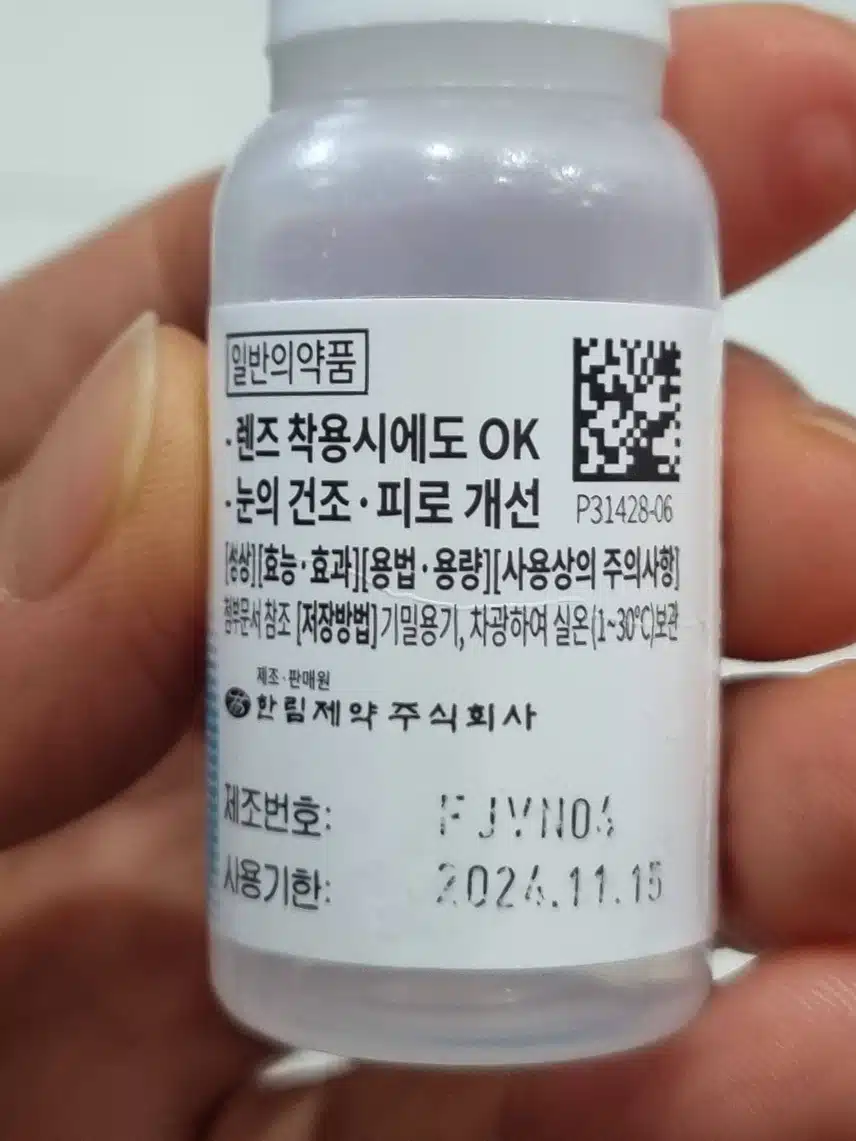 일반의약품
· 렌즈 착용시에도 OK
· 눈의 건조 · 피로 개선
P31428-06
[성상][효능·효과][용법·용량][사용상의 주의사항]
첨부문서 참조 [저장방법] 기밀용기, 차광하여 실온(1~30℃)보관
제조·판매원
한림제약 주식회사
제조번호: FJVN04
사용기한: 2024.11.15